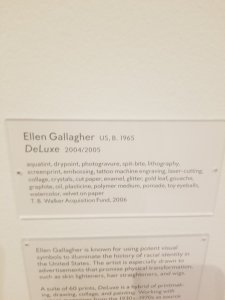 Ellen Gallagher US, B. 1965
DeLuxe 2004/2005
aquatint, drypoint, photogravure, spit-bite, lithography,
screenprint, embossing, tattoo machine engraving, laser-cutting,
collage, crystals, cut paper, enamel, glitter, gold leaf, gouache,
graphite, oil, plasticine, polymer medium, pomade, toy eyeballs,
watercolor, velvet on paper
T. B. Walker Acquisition Fund, 2006
Ellen Gallagher is known for using potent visual
symbols to illuminate the history of racial identity in
the United States. The artist is especially drawn to
advertisements that promise physical transformation,
such as skin lighteners, hair straighteners, and wigs.
A suite of 60 prints, DeLuxe is a hybrid of printmak-
ing, drawing, collage, and painting. Working with
from the 1930s–1970s